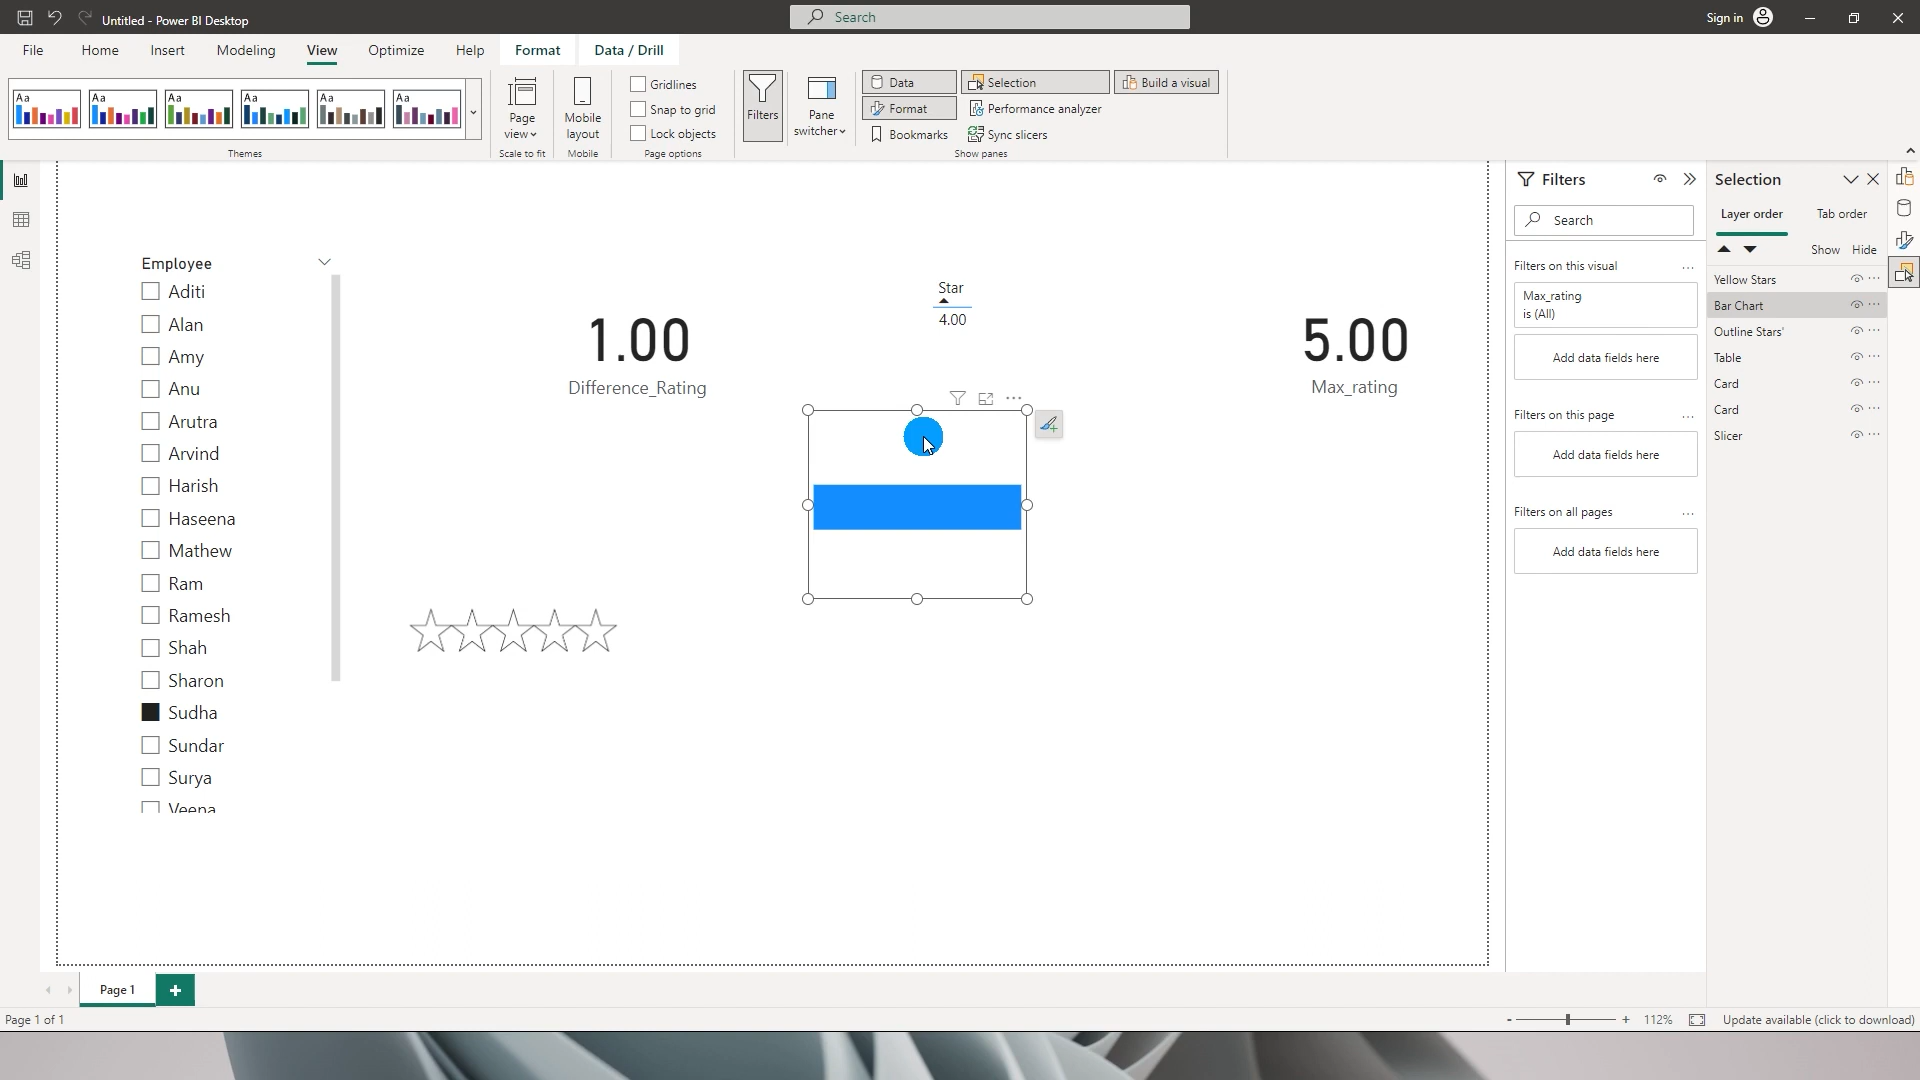 Untitled - Power BI Desktop
Search
Sign in
File
Home
Insert
Modeling
View
Optimize
Help
Format
Data / Drill
Aa
Aa
Aa
Aa
Aa
Aa
Themes
Page
view
Scale to fit
Mobile
layout
Mobile
Gridlines
Snap to grid
Lock objects
Page options
Filters
Pane
switcher
Data
Format
Bookmarks
Selection
Performance analyzer
Sync slicers
Build a visual
Show panes
Employee
Aditi
Alan
Amy
Anu
Arutra
Arvind
Harish
Haseena
Mathew
Ram
Ramesh
Shah
Sharon
Sudha
Sundar
Surya
Veena
1.00
Difference_Rating
Star
4.00
5.00
Max_rating
Filters
Search
Filters on this visual
Max_rating
is (All)
Add data fields here
Filters on this page
Add data fields here
Filters on all pages
Add data fields here
Selection
Layer order
Tab order
Show
Hide
Yellow Stars
Bar Chart
Outline Stars'
Table
Card
Card
Slicer
Page 1
Page 1 of 1
112%
Update available (click to download)